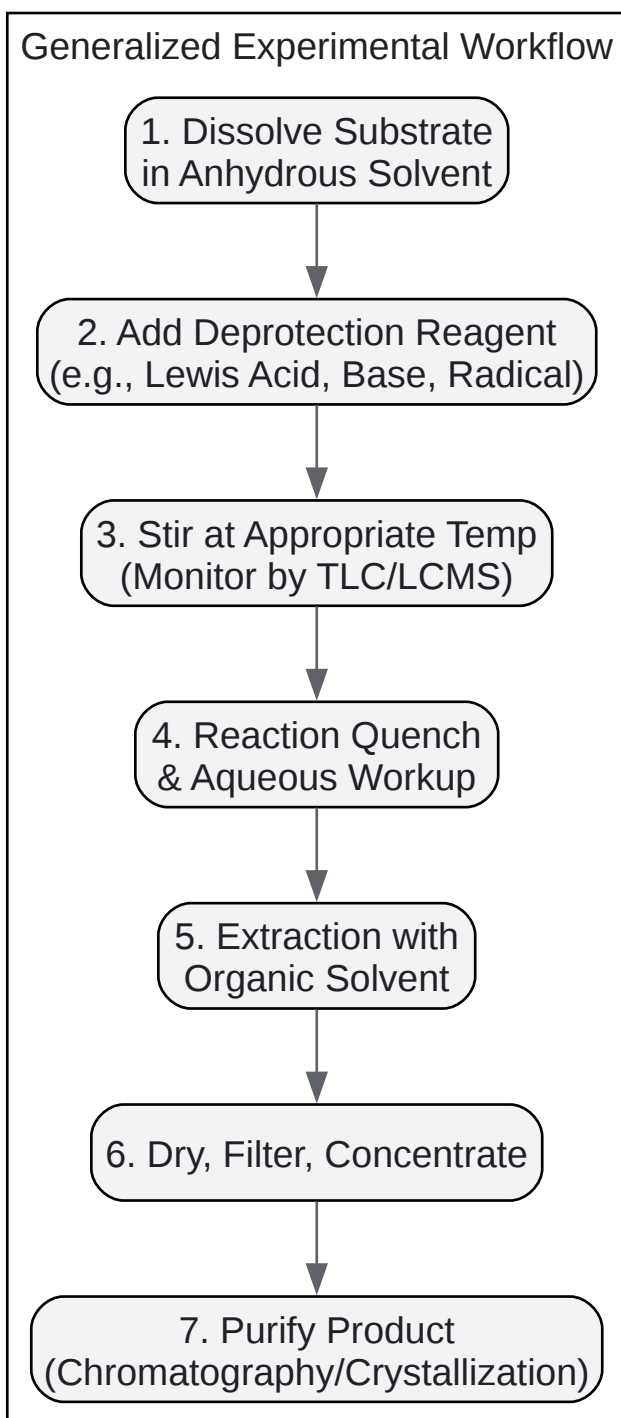 Generalized Experimental Workflow
1. Dissolve Substrate
in Anhydrous Solvent
2. Add Deprotection Reagent
(e.g., Lewis Acid, Base, Radical)
3. Stir at Appropriate Temp
(Monitor by TLC/LCMS)
4. Reaction Quench
& Aqueous Workup
5. Extraction with
Organic Solvent
6. Dry, Filter, Concentrate
7. Purify Product
(Chromatography/Crystallization)